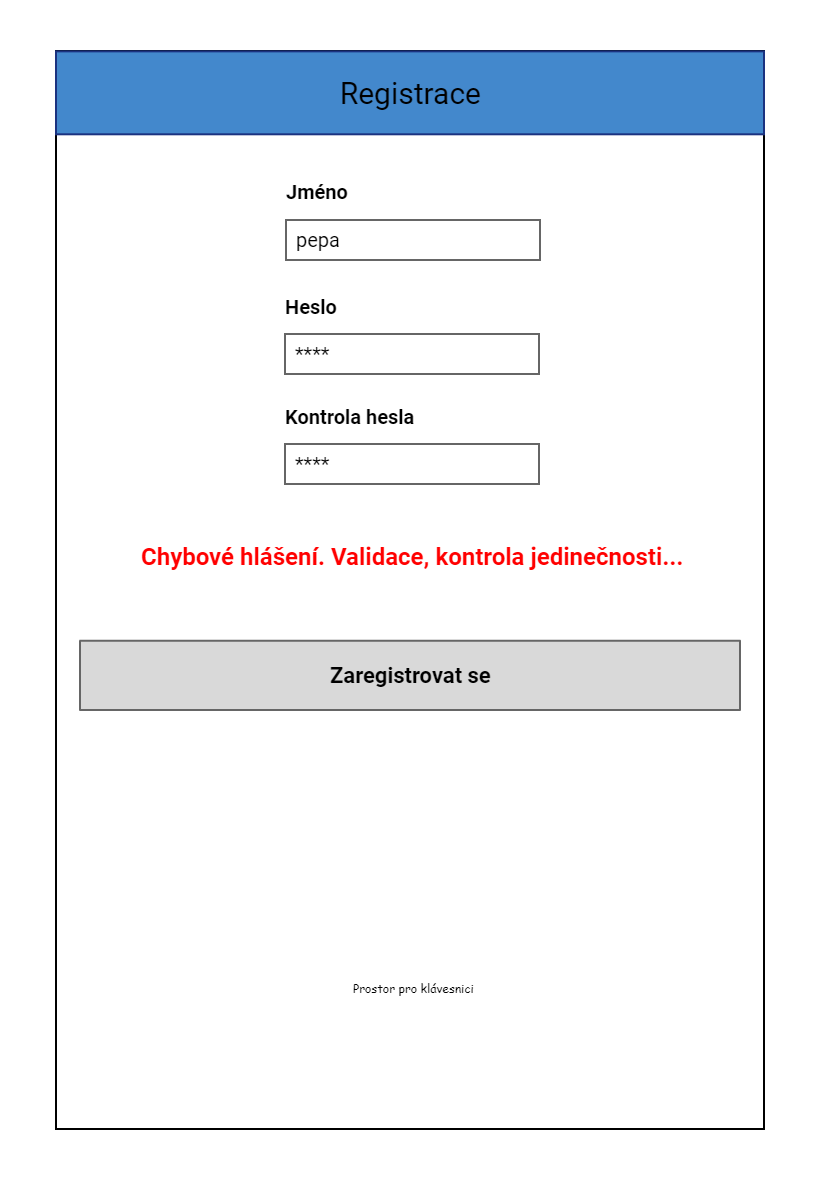 Registrace
Jméno
pepa
Heslo
****
Kontrola hesla
****
Chybové hlášení. Validace, kontrola jedinečnosti...
Zaregistrovat se
Prostor pro klávesnici